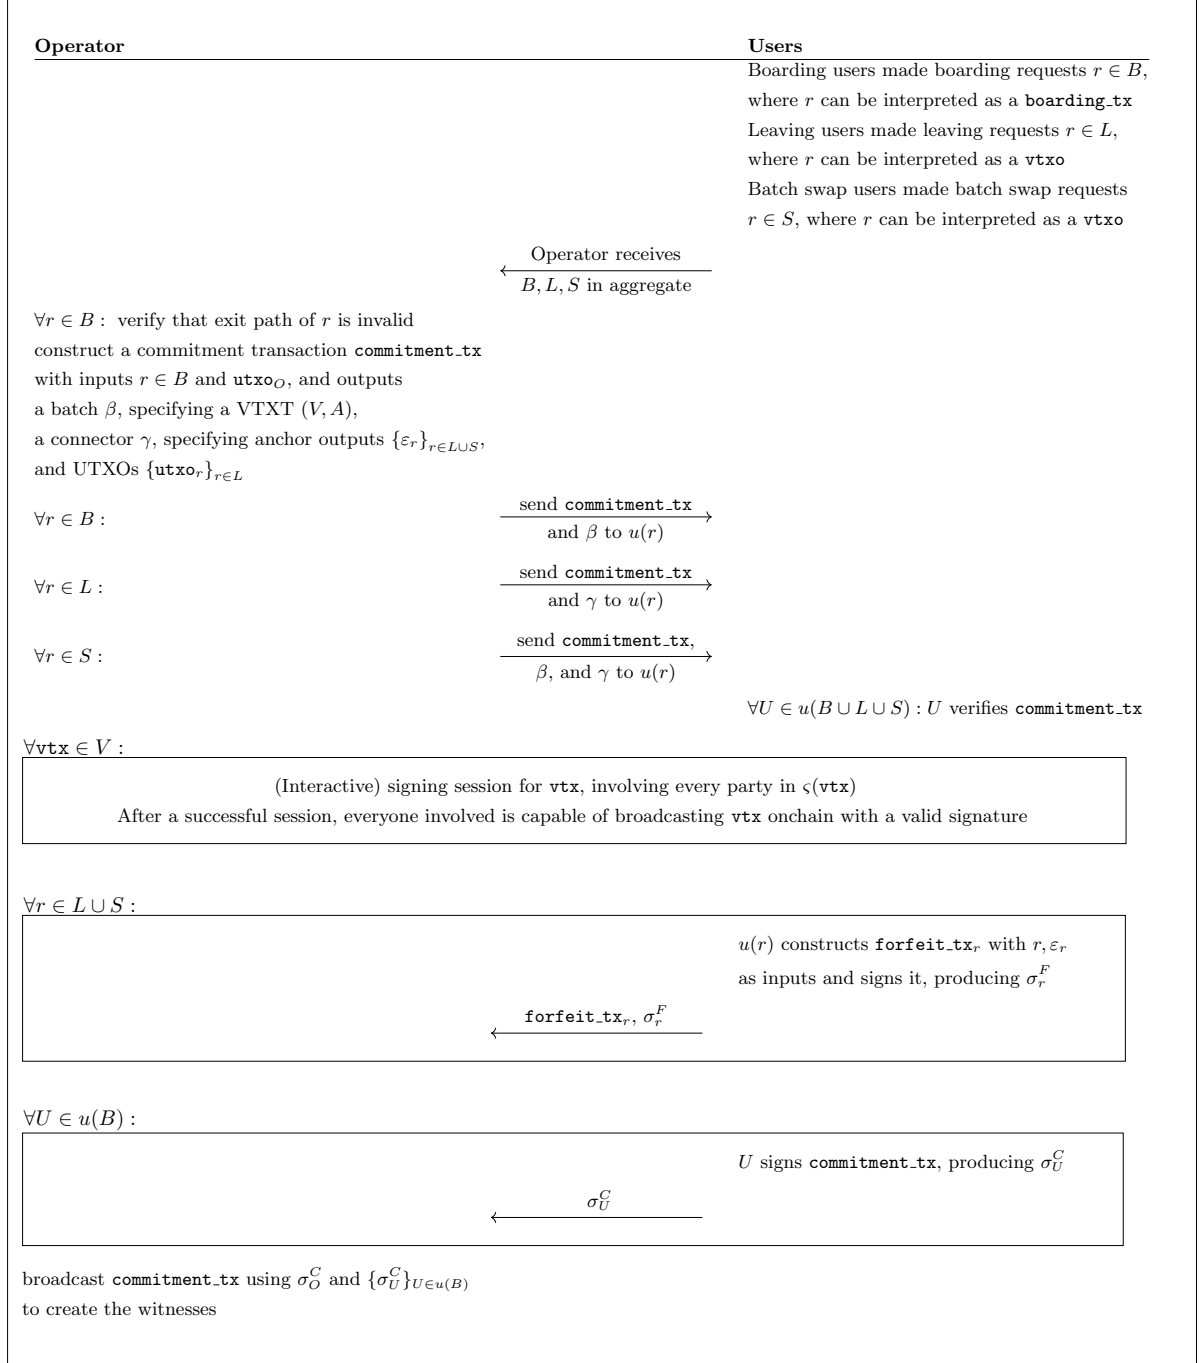 Operator Users
Boarding users made boarding requests r ∈ B,
where r can be interpreted as a boarding_tx
Leaving users made leaving requests r ∈ L,
where r can be interpreted as a vtxo
Batch swap users made batch swap requests
r ∈ S, where r can be interpreted as a vtxo
Operator receives
B, L, S in aggregate
∀r ∈ B : verify that exit path of r is invalid
construct a commitment transaction commitment_tx
with inputs r ∈ B and utxo_O, and outputs
a batch β, specifying a VTXT (V, A),
a connector γ, specifying anchor outputs {ε_r}_{r∈L∪S},
and UTXOs {utxo_r}_{r∈L}
∀r ∈ B :
send commitment_tx
and β to u(r)
∀r ∈ L :
send commitment_tx
and γ to u(r)
∀r ∈ S :
send commitment_tx,
β, and γ to u(r)
∀U ∈ u(B ∪ L ∪ S) : U verifies commitment_tx
∀vtx ∈ V :
(Interactive) signing session for vtx, involving every party in ς(vtx)
After a successful session, everyone involved is capable of broadcasting vtx onchain with a valid signature
∀r ∈ L ∪ S :
u(r) constructs forfeit_tx_r with r, ε_r
as inputs and signs it, producing σ_r^F
forfeit_tx_r, σ_r^F
∀U ∈ u(B) :
U signs commitment_tx, producing σ_U^C
σ_U^C
broadcast commitment_tx using σ_O^C and {σ_U^C}_{U∈u(B)}
to create the witnesses